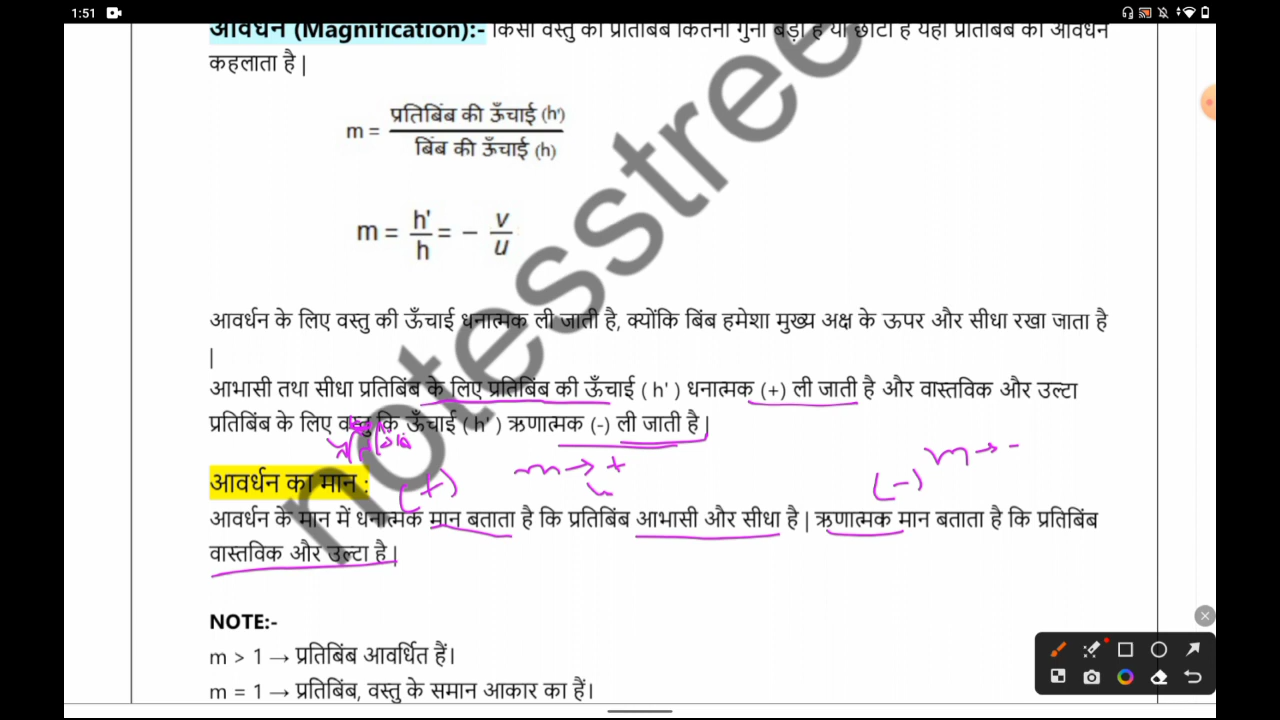 1:51
आवर्धन (Magnification):- किसी वस्तु का प्रतिबिंब कितना गुना बड़ा है या छोटा है यही प्रतिबिंब का आवर्धन
कहलाता है |
m = प्रतिबिंब की ऊँचाई (h')
बिंब की ऊँचाई (h)
m = h'/h = - v/u
आवर्धन के लिए वस्तु की ऊँचाई धनात्मक ली जाती है, क्योंकि बिंब हमेशा मुख्य अक्ष के ऊपर और सीधा रखा जाता है
|
आभासी तथा सीधा प्रतिबिंब के लिए प्रतिबिंब की ऊँचाई ( h' ) धनात्मक (+) ली जाती है और वास्तविक और उल्टा
प्रतिबिंब के लिए वस्तु कि ऊँचाई ( h' ) ऋणात्मक (-) ली जाती है |
प्रतिबिंब
m → -
आवर्धन का मान :
(+)
m → +
(-)
आवर्धन के मान में धनात्मक मान बताता है कि प्रतिबिंब आभासी और सीधा है | ऋणात्मक मान बताता है कि प्रतिबिंब
वास्तविक और उल्टा है |
NOTE:-
m > 1 → प्रतिबिंब आवर्धित हैं।
m = 1 → प्रतिबिंब, वस्तु के समान आकार का हैं।
notesstree